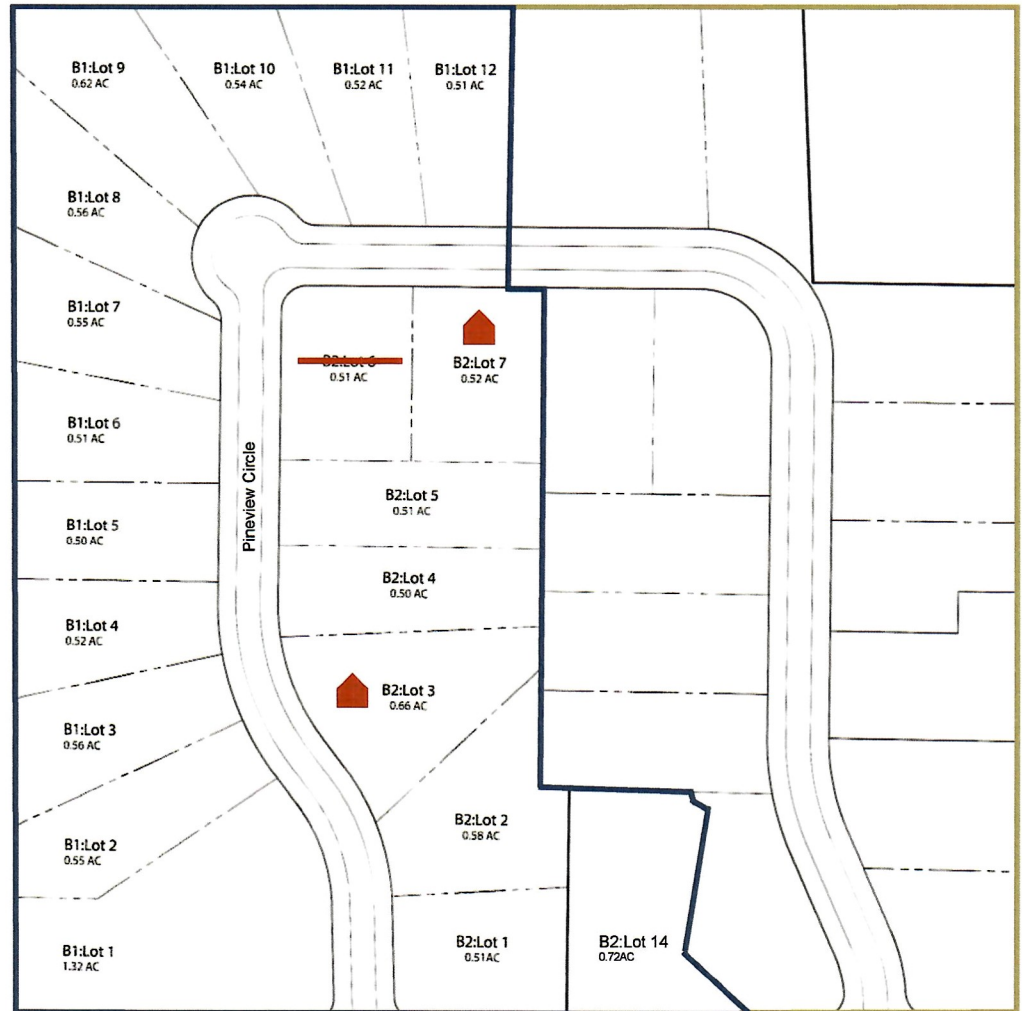 B1:Lot 9
0.62 AC
B1:Lot 10
0.54 AC
B1:Lot 11
0.52 AC
B1:Lot 12
0.51 AC
B1:Lot 8
0.56 AC
B1:Lot 7
0.55 AC
B2:Lot 6
0.51 AC
B2:Lot 7
0.52 AC
B1:Lot 6
0.51 AC
Pineview Circle
B2:Lot 5
0.51 AC
B1:Lot 5
0.50 AC
B2:Lot 4
0.50 AC
B1:Lot 4
0.52 AC
B2:Lot 3
0.66 AC
B1:Lot 3
0.56 AC
B2:Lot 2
0.58 AC
B1:Lot 2
0.55 AC
B1:Lot 1
1.32 AC
B2:Lot 1
0.51AC
B2:Lot 14
0.72AC